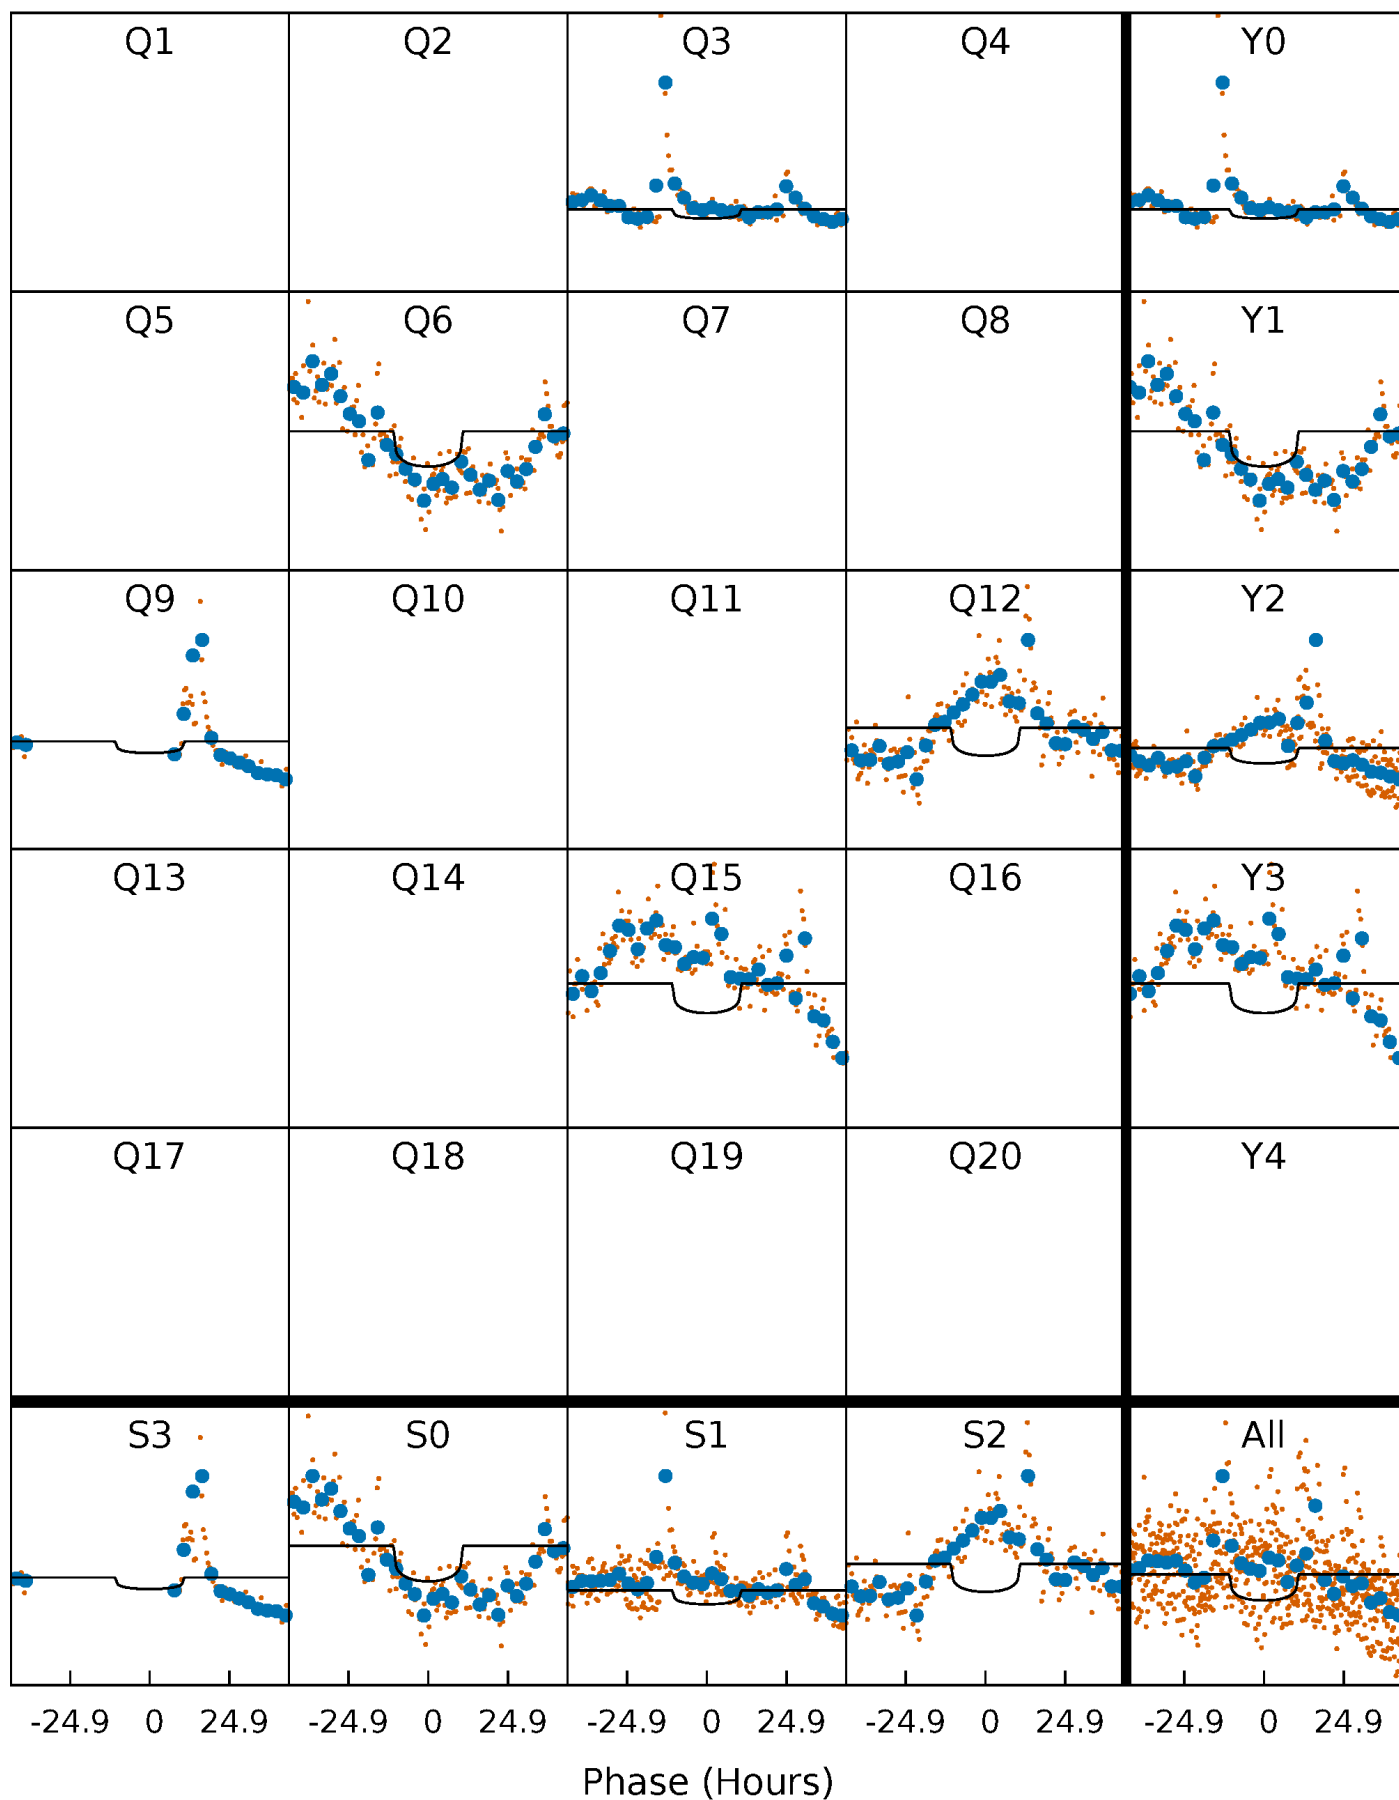 Q1 Q2 Q3 Q4 Y0
Q5 Q6 Q7 Q8 Y1
Q9 Q10 Q11 Q12 Y2
Q13 Q14 Q15 Q16 Y3
Q17 Q18 Q19 Q20 Y4
S3 S0 S1 S2 All
-24.9 0 24.9 -24.9 0 24.9 -24.9 0 24.9 -24.9 0 24.9 -24.9 0 24.9
Phase (Hours)